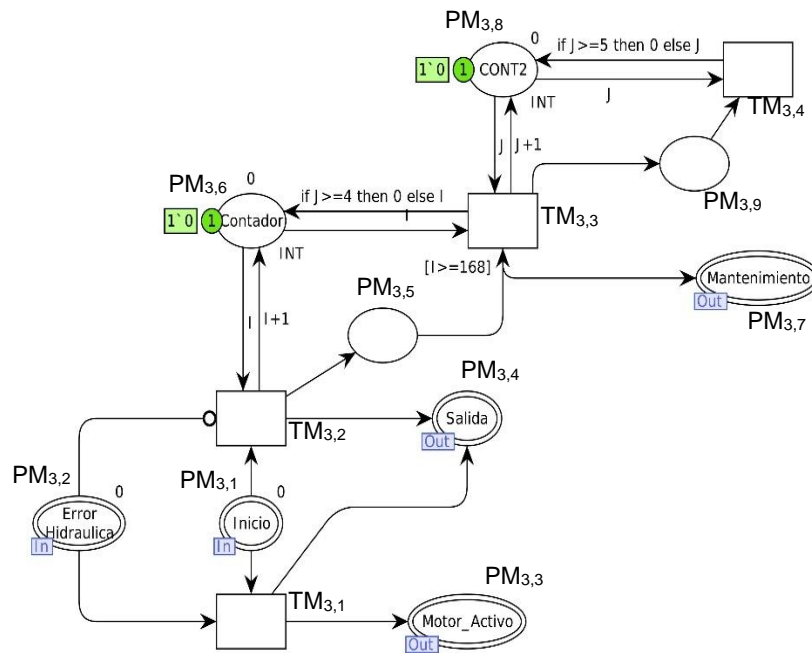 PM3,8
0
if J>=5 then 0 else J
1`0
1
CONT2
INT
J
TM3,4
J
J+1
PM3,6
0
if J>=4 then 0 else I
I
TM3,3
PM3,9
1`0
1
Contador
INT
[I>=168]
Mantenimiento
Out
PM3,7
PM3,5
I
I+1
PM3,4
Salida
Out
TM3,2
PM3,2
0
PM3,1
0
Error
Hidraulica
In
Inicio
In
PM3,3
TM3,1
Motor_Activo
Out